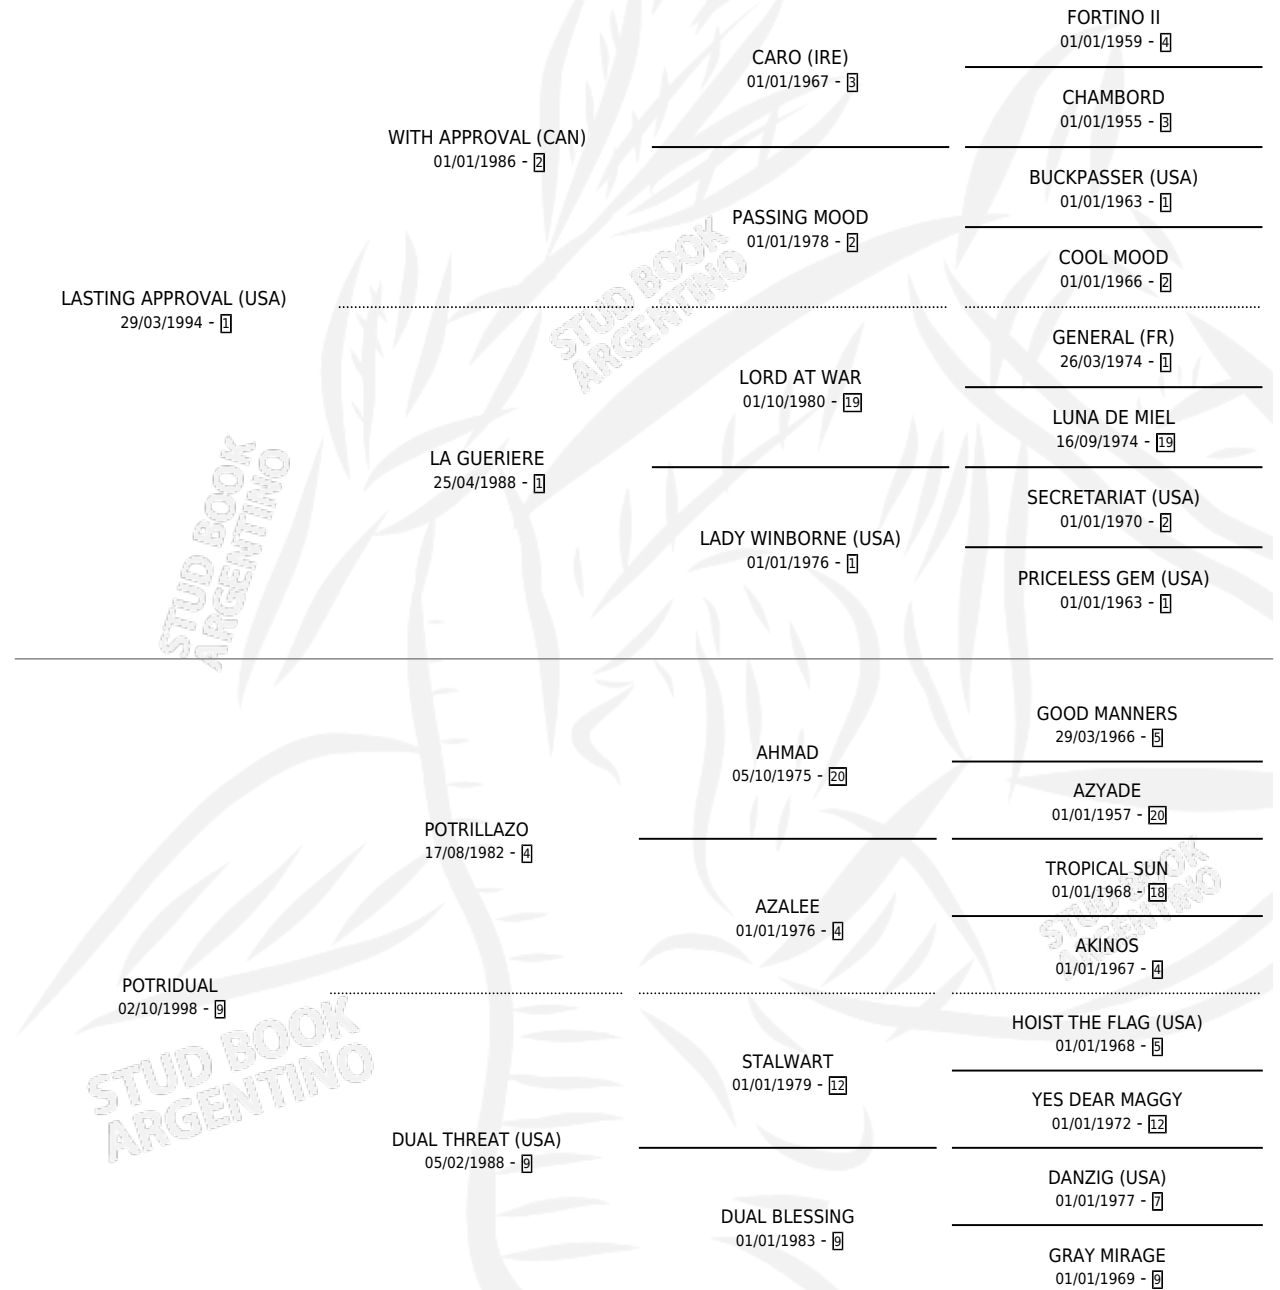 FORTINO II
01/01/1959 - 4
CARO (IRE)
01/01/1967 - 3
CHAMBORD
01/01/1955 - 3
WITH APPROVAL (CAN)
01/01/1986 - 2
BUCKPASSER (USA)
01/01/1963 - 1
PASSING MOOD
01/01/1978 - 2
COOL MOOD
01/01/1966 - 2
LASTING APPROVAL (USA)
29/03/1994 - 1
GENERAL (FR)
26/03/1974 - 1
LORD AT WAR
01/10/1980 - 19
LUNA DE MIEL
16/09/1974 - 19
LA GUERIERE
25/04/1988 - 1
SECRETARIAT (USA)
01/01/1970 - 2
LADY WINBORNE (USA)
01/01/1976 - 1
PRICELESS GEM (USA)
01/01/1963 - 1
GOOD MANNERS
29/03/1966 - 5
AHMAD
05/10/1975 - 20
AZYADE
01/01/1957 - 20
POTRILLAZO
17/08/1982 - 4
TROPICAL SUN
01/01/1968 - 18
AZALEE
01/01/1976 - 4
AKINOS
01/01/1967 - 4
POTRIDUAL
02/10/1998 - 9
HOIST THE FLAG (USA)
01/01/1968 - 5
STALWART
01/01/1979 - 12
YES DEAR MAGGY
01/01/1972 - 12
DUAL THREAT (USA)
05/02/1988 - 9
DANZIG (USA)
01/01/1977 - 7
DUAL BLESSING
01/01/1983 - 9
GRAY MIRAGE
01/01/1969 - 9
STUD BOOK
ARGENTINO
STUD BOOK
ARGENTINO
STUD BOOK
ARGENTINO
STUD BOOK
ARGENTINO